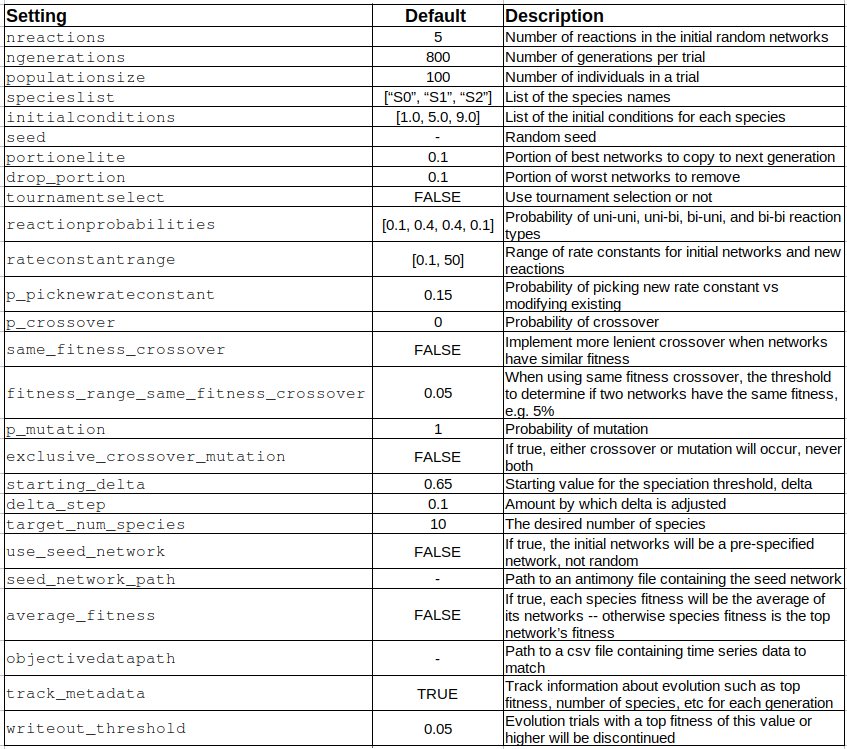 Setting Default Description
nreactions 5 Number of reactions in the initial random networks
ngenerations 800 Number of generations per trial
populationsize 100 Number of individuals in a trial
specieslist [“S0”, “S1”, “S2”] List of the species names
initialconditions [1.0, 5.0, 9.0] List of the initial conditions for each species
seed - Random seed
portionelite 0.1 Portion of best networks to copy to next generation
drop_portion 0.1 Portion of worst networks to remove
tournamentselect FALSE Use tournament selection or not
reactionprobabilities [0.1, 0.4, 0.4, 0.1] Probability of uni-uni, uni-bi, bi-uni, and bi-bi reaction
types
rateconstantrange [0.1, 50] Range of rate constants for initial networks and new
reactions
p_picknewrateconstant 0.15 Probability of picking new rate constant vs
modifying existing
p_crossover 0 Probability of crossover
same_fitness_crossover FALSE Implement more lenient crossover when networks
have similar fitness
fitness_range_same_fitness_crossover 0.05 When using same fitness crossover, the threshold
to determine if two networks have the same fitness,
e.g. 5%
p_mutation 1 Probability of mutation
exclusive_crossover_mutation FALSE If true, either crossover or mutation will occur, never
both
starting_delta 0.65 Starting value for the speciation threshold, delta
delta_step 0.1 Amount by which delta is adjusted
target_num_species 10 The desired number of species
use_seed_network FALSE If true, the initial networks will be a pre-specified
network, not random
seed_network_path - Path to an antimony file containing the seed network
average_fitness FALSE If true, each species fitness will be the average of
its networks -- otherwise species fitness is the top
network’s fitness
objectivedatapath - Path to a csv file containing time series data to
match
track_metadata TRUE Track information about evolution such as top
fitness, number of species, etc for each generation
writeout_threshold 0.05 Evolution trials with a top fitness of this value or
higher will be discontinued